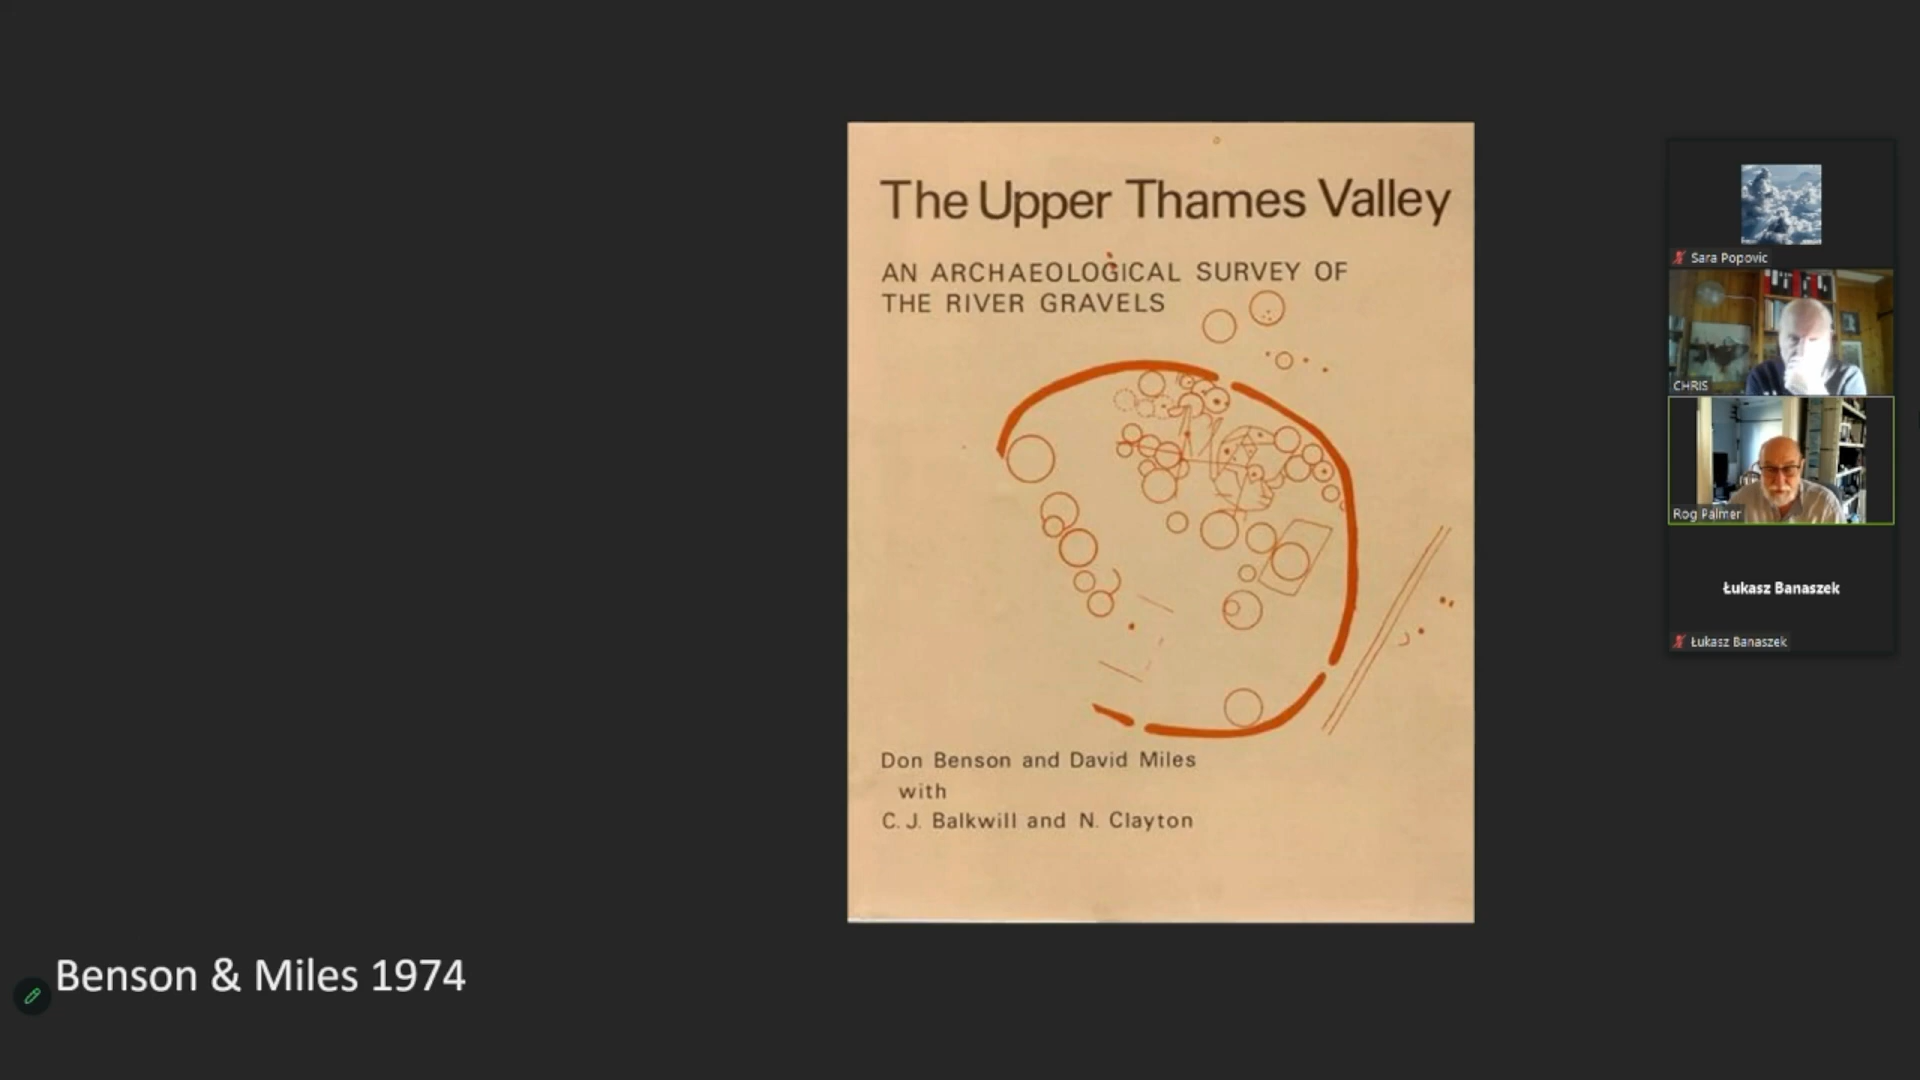 The Upper Thames Valley
AN ARCHAEOLOGICAL SURVEY OF
THE RIVER GRAVELS
Don Benson and David Miles
with
C. J. Balkwill and N. Clayton
Benson & Miles 1974
Sara Popovic
CHRIS
Rog Palmer
Łukasz Banaszek
Łukasz Banaszek